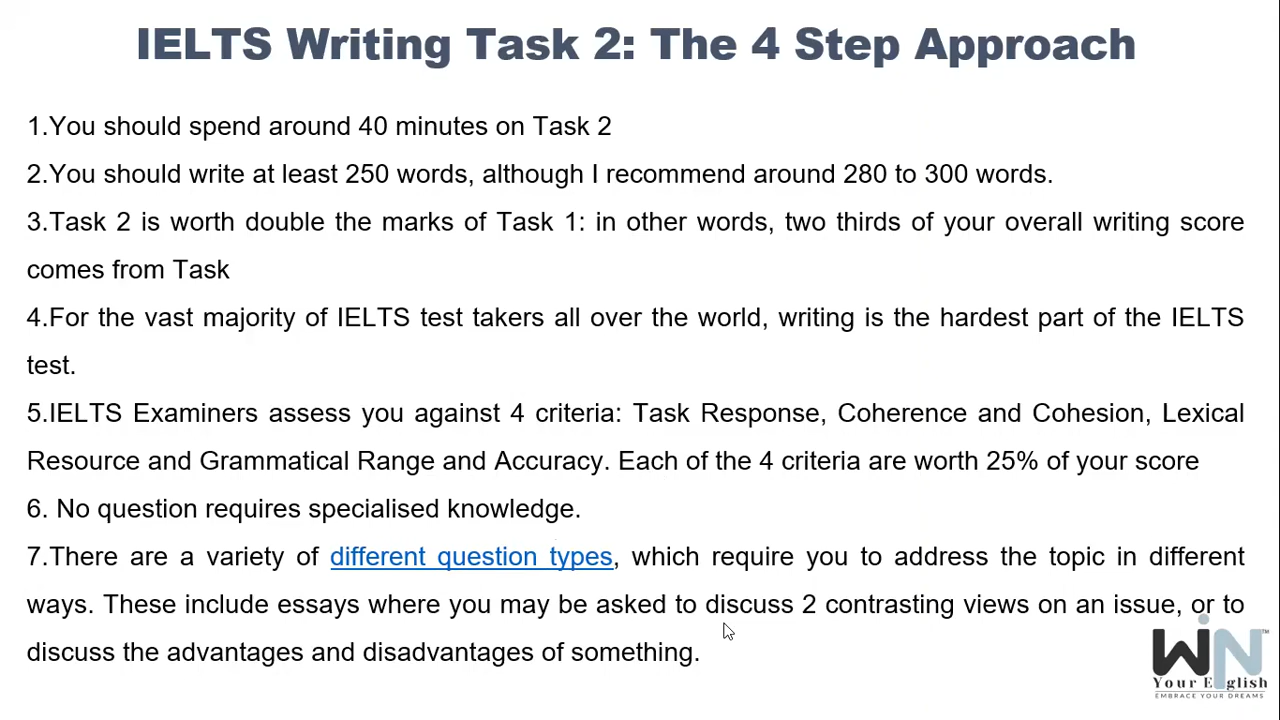 IELTS Writing Task 2: The 4 Step Approach
1.You should spend around 40 minutes on Task 2
2.You should write at least 250 words, although I recommend around 280 to 300 words.
3.Task 2 is worth double the marks of Task 1: in other words, two thirds of your overall writing score
comes from Task
4.For the vast majority of IELTS test takers all over the world, writing is the hardest part of the IELTS
test.
5.IELTS Examiners assess you against 4 criteria: Task Response, Coherence and Cohesion, Lexical
Resource and Grammatical Range and Accuracy. Each of the 4 criteria are worth 25% of your score
6. No question requires specialised knowledge.
7.There are a variety of different question types, which require you to address the topic in different
ways. These include essays where you may be asked to discuss 2 contrasting views on an issue, or to
discuss the advantages and disadvantages of something.
WiN™
Your English
EMBRACE YOUR DREAMS